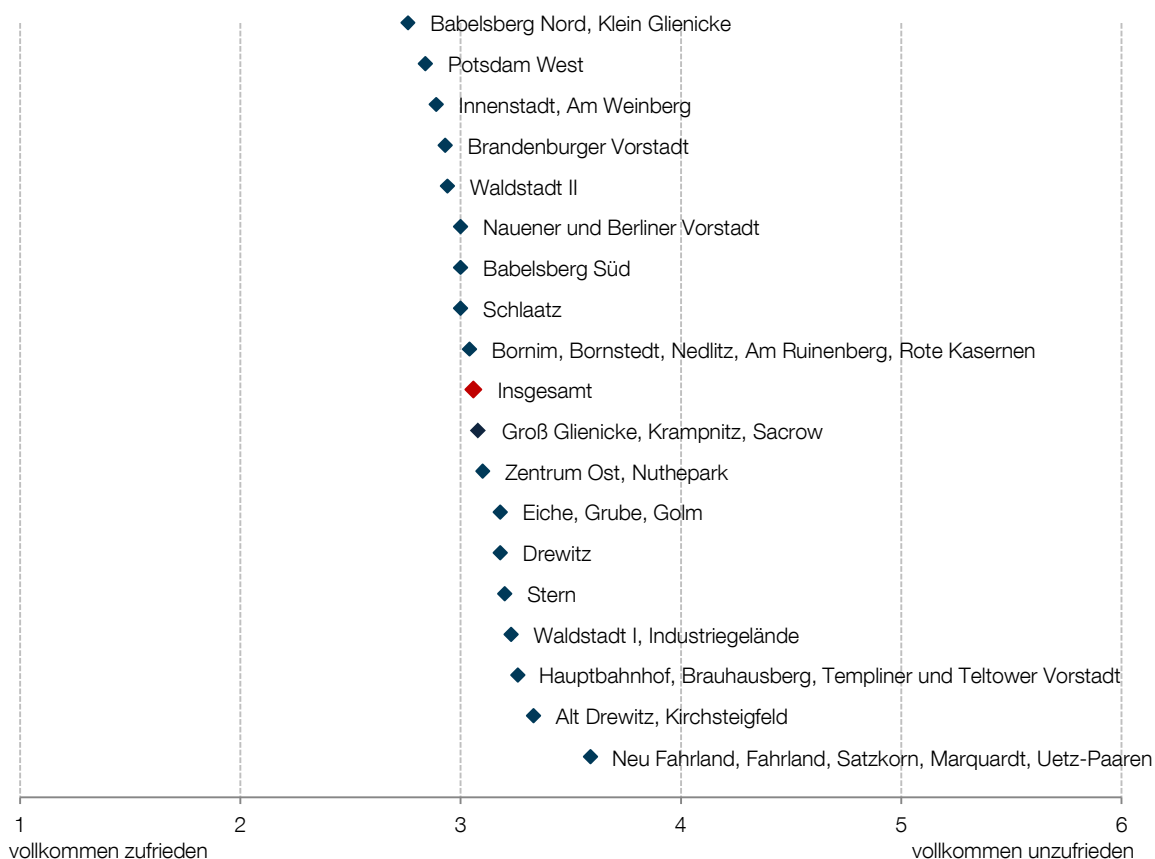 Babelsberg Nord, Klein Glienicke
Potsdam West
Innenstadt, Am Weinberg
Brandenburger Vorstadt
Waldstadt II
Nauener und Berliner Vorstadt
Babelsberg Süd
Schlaatz
Bornim, Bornstedt, Nedlitz, Am Ruinenberg, Rote Kasernen
Insgesamt
Groß Glienicke, Krampnitz, Sacrow
Zentrum Ost, Nuthepark
Eiche, Grube, Golm
Drewitz
Stern
Waldstadt I, Industriegelände
Hauptbahnhof, Brauhausberg, Templiner und Teltower Vorstadt
Alt Drewitz, Kirchsteigfeld
Neu Fahrland, Fahrland, Satzkorn, Marquardt, Uetz-Paaren
1 2 3 4 5 6
vollkommen zufrieden vollkommen unzufrieden